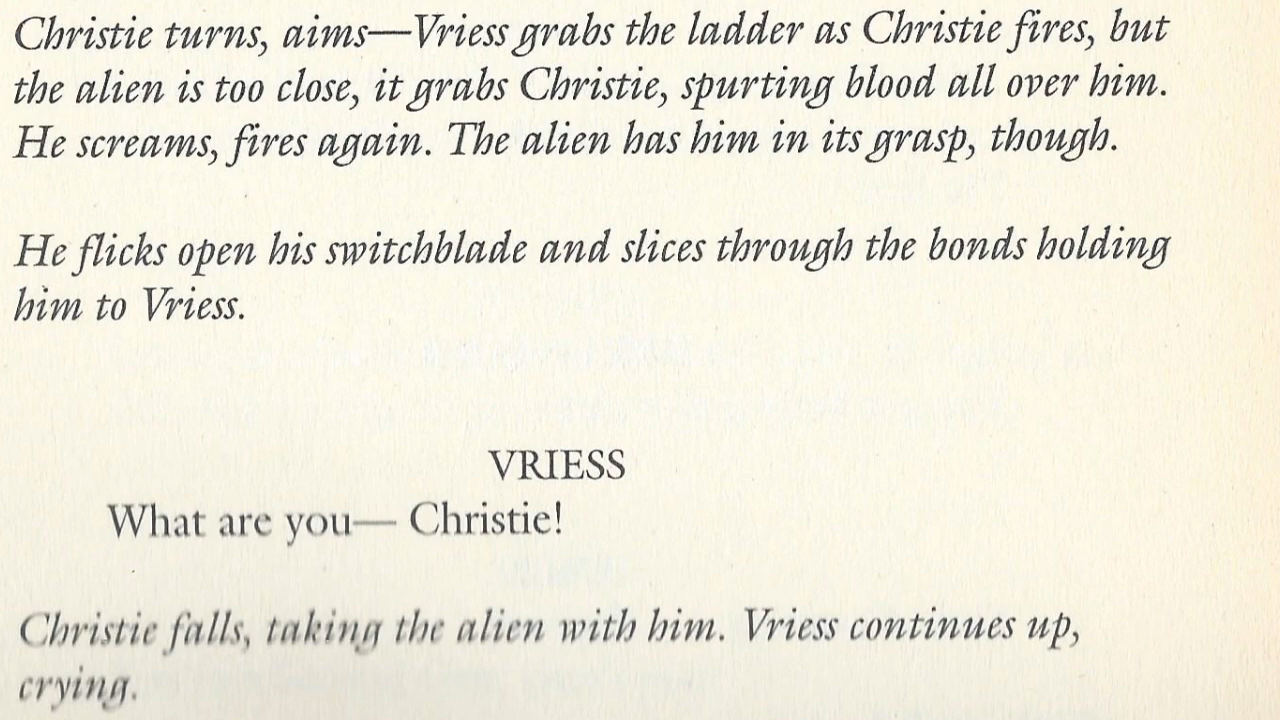 Christie turns, aims—Vriess grabs the ladder as Christie fires, but
the alien is too close, it grabs Christie, spurting blood all over him.
He screams, fires again. The alien has him in its grasp, though.
He flicks open his switchblade and slices through the bonds holding
him to Vriess.
VRIESS
What are you— Christie!
Christie falls, taking the alien with him. Vriess continues up,
crying.